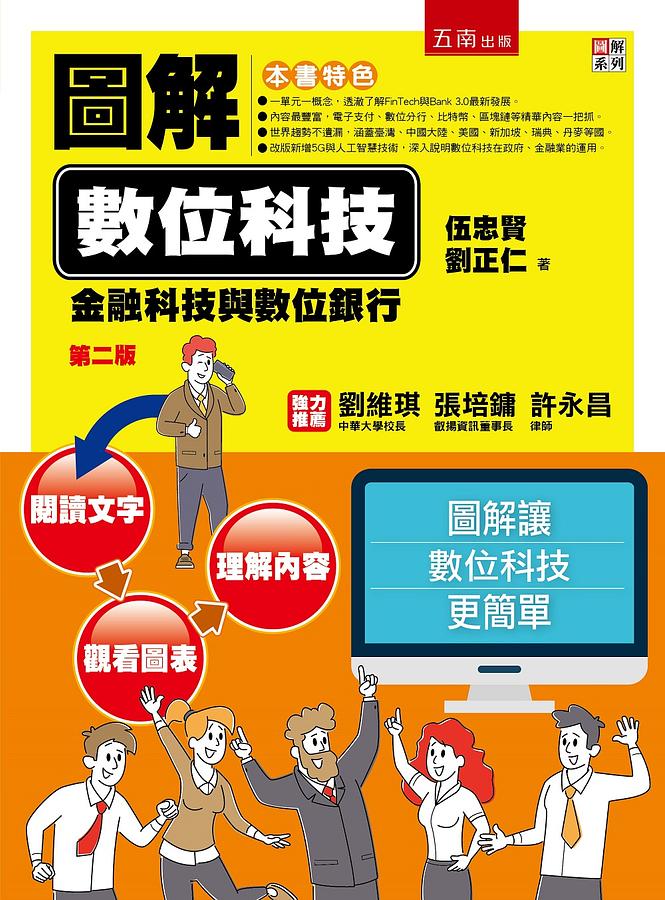 五南出版
圖解
系列
圖解
本書特色
●一單元一概念，透澈了解FinTech與Bank 3.0最新發展。
●內容最豐富，電子支付、數位分行、比特幣、區塊鏈等精華內容一把抓。
●世界趨勢不遺漏，涵蓋臺灣、中國大陸、美國、新加坡、瑞典、丹麥等國。
●改版新增5G與人工智慧技術，深入說明數位科技在政府、金融業的運用。
數位科技
伍忠賢
劉正仁 著
金融科技與數位銀行
第二版
強力
推薦
劉維琪 張培鏞 許永昌
中華大學校長 叡揚資訊董事長 律師
閱讀文字
理解內容
觀看圖表
圖解讓
數位科技
更簡單